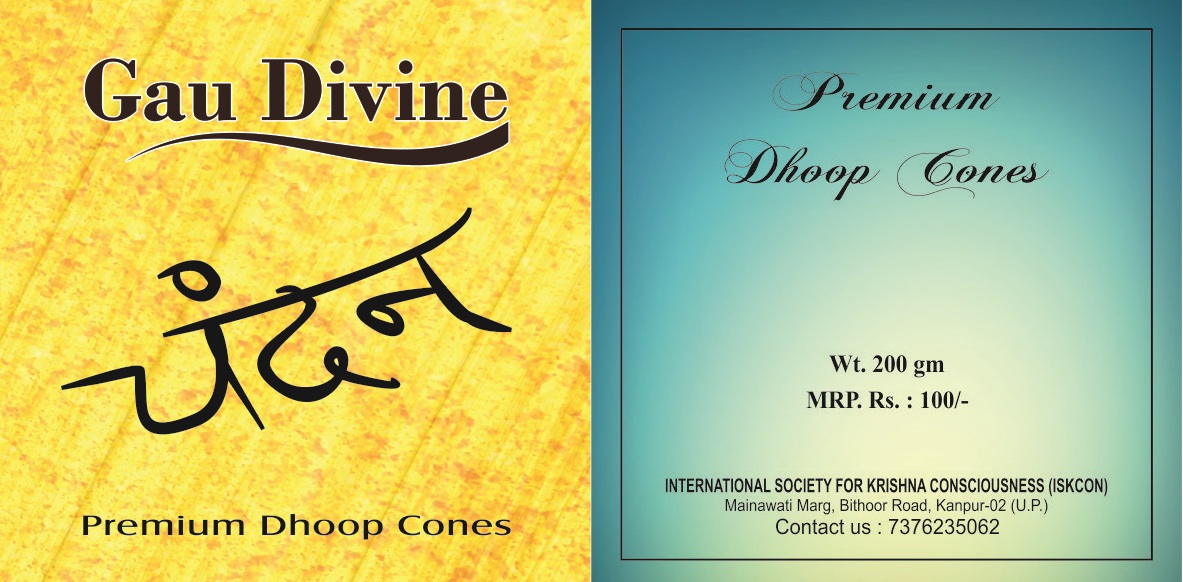 Gau Divine
चंदन
Premium Dhoop Cones
Premium
Dhoop Cones
Wt. 200 gm
MRP. Rs. : 100/-
INTERNATIONAL SOCIETY FOR KRISHNA CONSCIOUSNESS (ISKCON)
Mainawati Marg, Bithoor Road, Kanpur-02 (U.P.)
Contact us : 7376235062